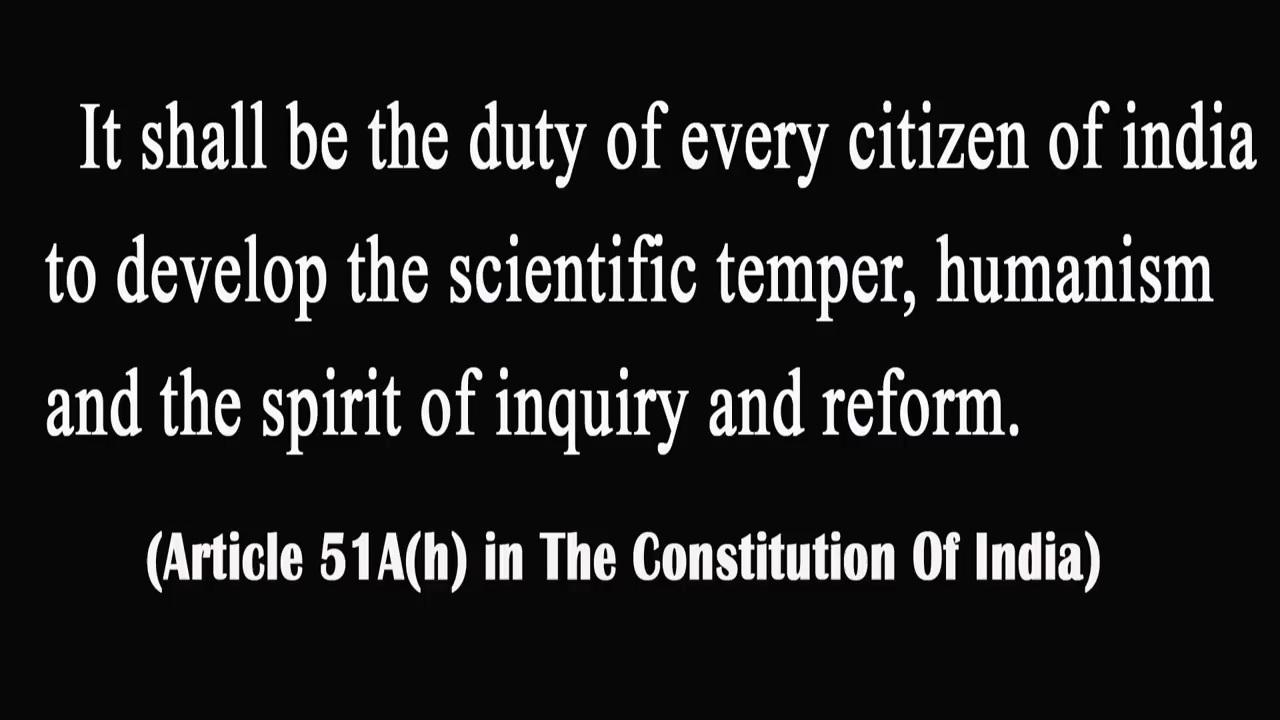 It shall be the duty of every citizen of india
to develop the scientific temper, humanism
and the spirit of inquiry and reform.
(Article 51A(h) in The Constitution Of India)